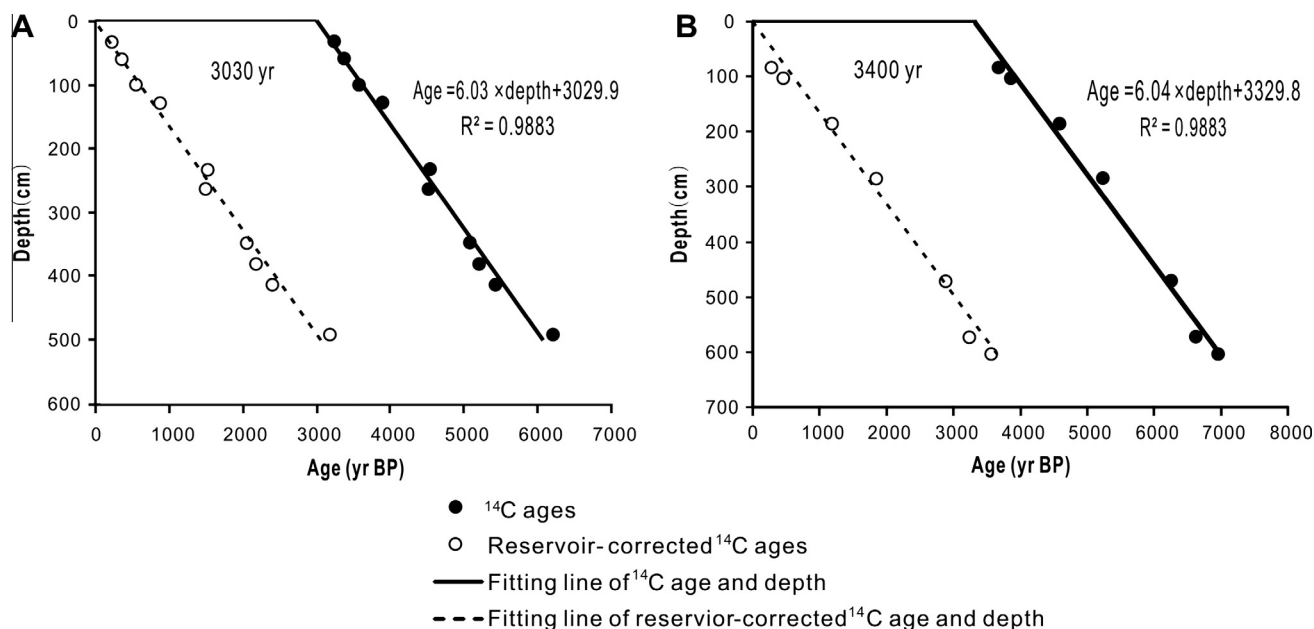 A
0
100
200
300
400
500
600
Depth(cm)
3030 yr
Age =6.03 ×depth+3029.9
R² = 0.9883
0 1000 2000 3000 4000 5000 6000 7000
Age (yr BP)
B
0
100
200
300
400
500
600
700
Depth(cm)
3400 yr
Age =6.04 ×depth+3329.8
R² = 0.9883
0 1000 2000 3000 4000 5000 6000 7000 8000
Age (yr BP)
¹⁴C ages
Reservoir-corrected ¹⁴C ages
Fitting line of ¹⁴C age and depth
Fitting line of reservior-corrected ¹⁴C age and depth